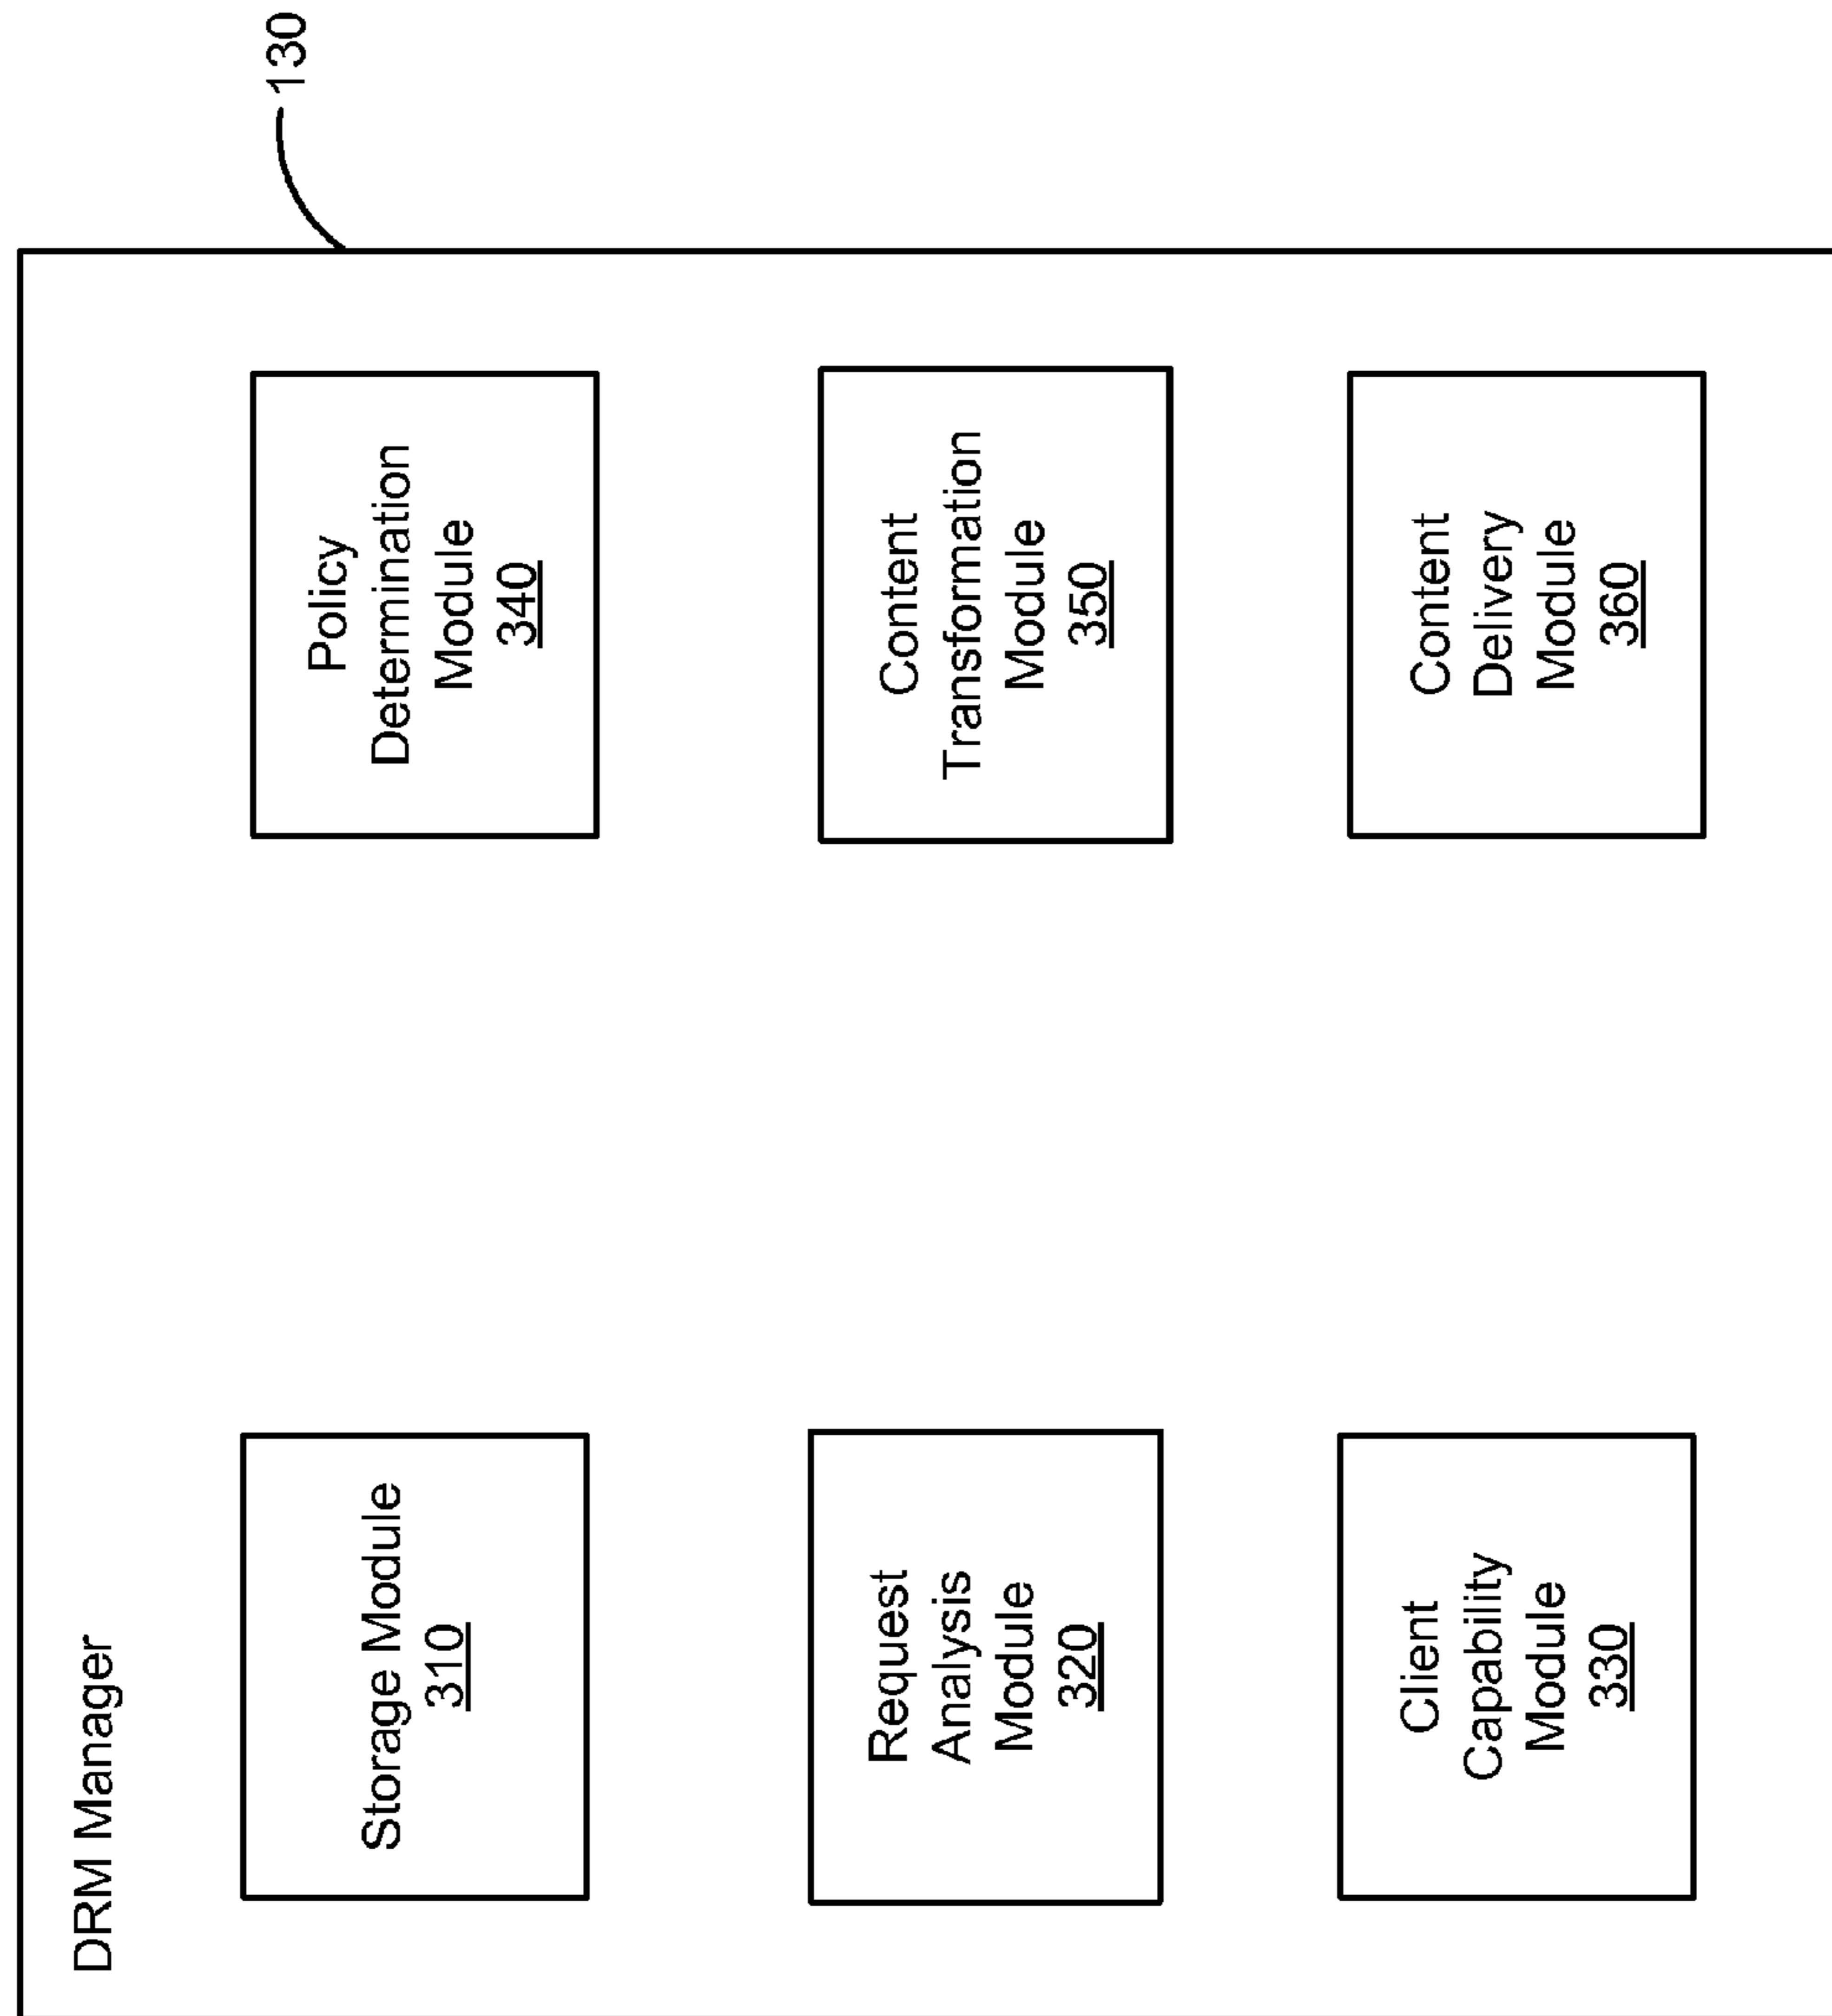 130
DRM Manager
Storage Module
310
Policy
Determination
Module
340
Request
Analysis
Module
320
Content
Transformation
Module
350
Client
Capability
Module
330
Content
Delivery
Module
360